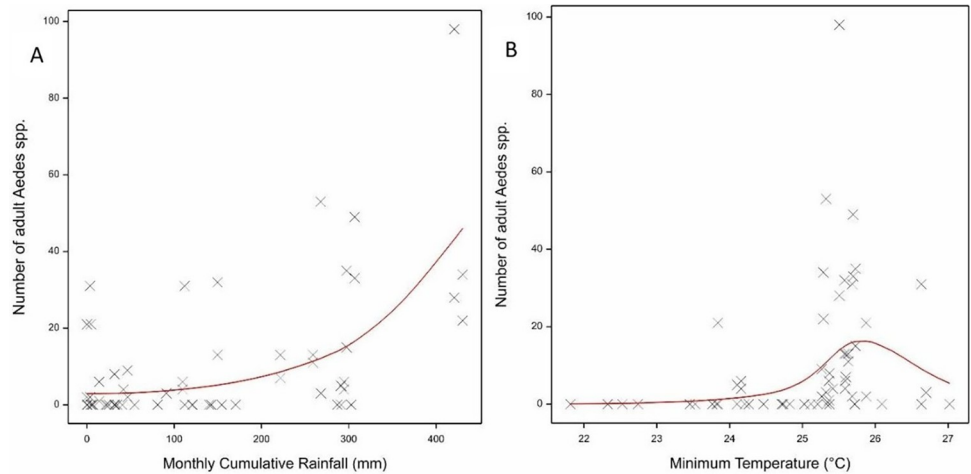 A
Number of adult Aedes spp.
100
80
60
40
20
0
0 100 200 300 400
Monthly Cumulative Rainfall (mm)
B
Number of adult Aedes spp.
100
80
60
40
20
0
22 23 24 25 26 27
Minimum Temperature (°C)